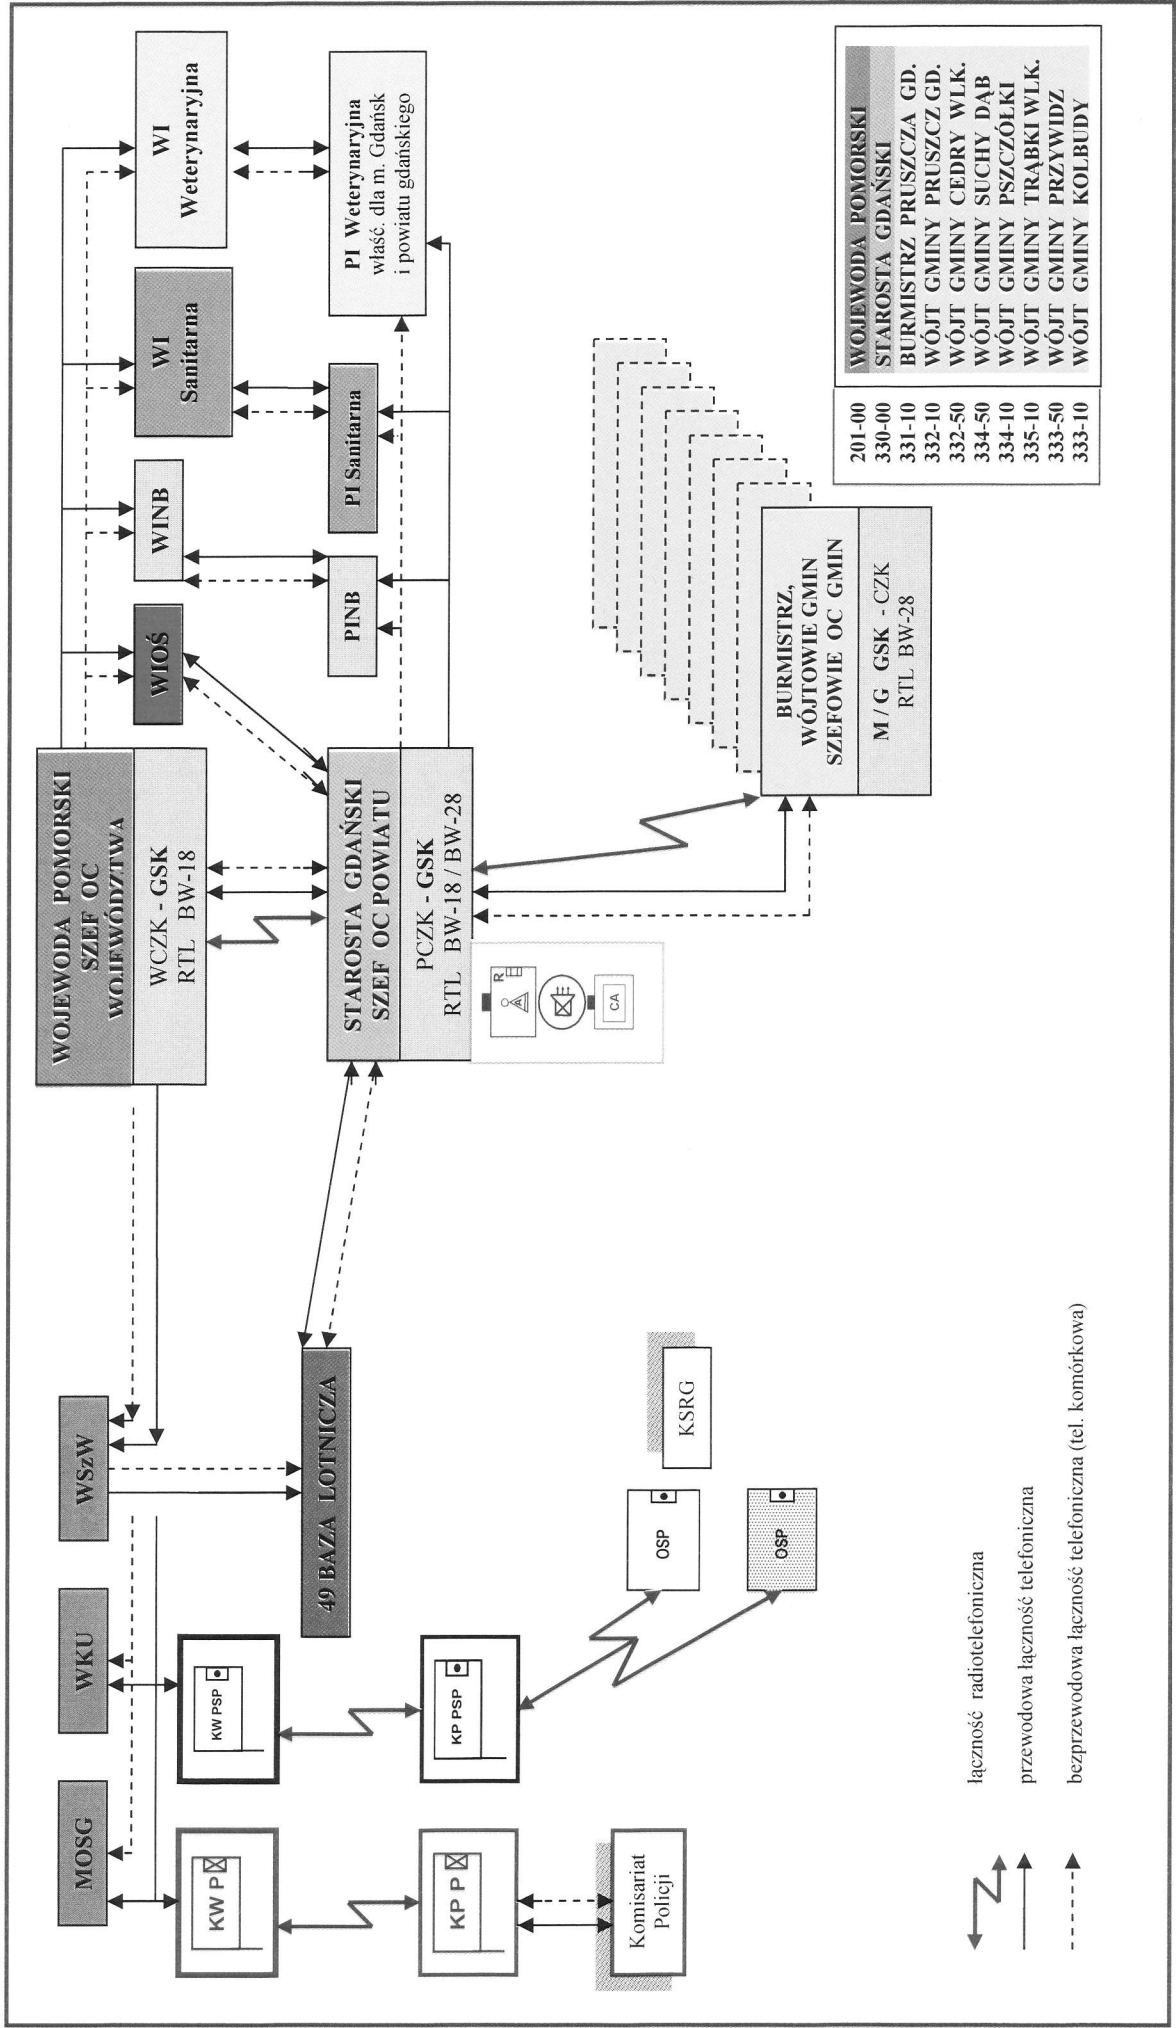 MOSG
WKU
WSzW
WOJEWODA POMORSKI
SZEF OC
WOJEWÓDZTWA
WCZK - GSK
RTL BW-18
WIOŚ
WINB
WI
Sanitarna
WI
Weterynaryjna
KW P
KW PSP
49 BAZA LOTNICZA
STAROSTA GDAŃSKI
SZEF OC POWIATU
PCZK - GSK
RTL BW-18 / BW-28
PINB
PI Sanitarna
PI Weterynaryjna
właść. dla m. Gdańsk
i powiatu gdańskiego
KP P
KP PSP
R
A
CA
Komisariat
Policji
OSP
OSP
KSRG
BURMISTRZ,
WÓJTOWIE GMIN
SZEFOWIE OC GMIN
M / G GSK - CZK
RTL BW-28
201-00 WOJEWODA POMORSKI
330-00 STAROSTA GDAŃSKI
331-10 BURMISTRZ PRUSZCZA GD.
332-10 WÓJT GMINY PRUSZCZ GD.
332-50 WÓJT GMINY CEDRY WLK.
334-50 WÓJT GMINY SUCHY DĄB
334-10 WÓJT GMINY PSZCZÓŁKI
335-10 WÓJT GMINY TRĄBKI WLK.
333-50 WÓJT GMINY PRZYWIDZ
333-10 WÓJT GMINY KOLBUDY
łączność radiotelefoniczna
przewodowa łączność telefoniczna
bezprzewodowa łączność telefoniczna (tel. komórkowa)